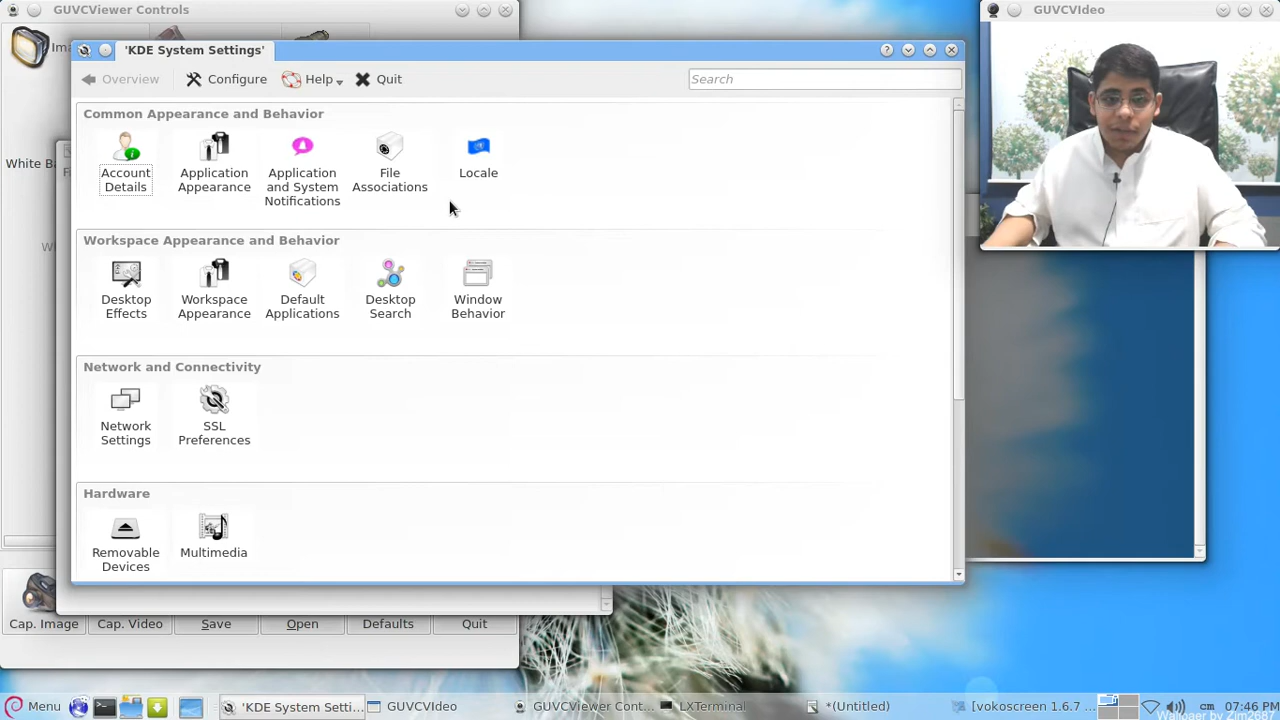 GUVCViewer Controls
GUVCVIdeo
'KDE System Settings'
Overview
Configure
Help
Quit
Search
Common Appearance and Behavior
Account Details
Application Appearance
Application and System Notifications
File Associations
Locale
White Ba
Workspace Appearance and Behavior
Desktop Effects
Workspace Appearance
Default Applications
Desktop Search
Window Behavior
Network and Connectivity
Network Settings
SSL Preferences
Hardware
Removable Devices
Multimedia
Cap. Image
Cap. Video
Save
Open
Defaults
Quit
Menu
'KDE System Setti...
GUVCVIdeo
GUVCViewer Cont...
LXTerminal
*(Untitled)
[vokoscreen 1.6.7 ...
cm
07:46 PM